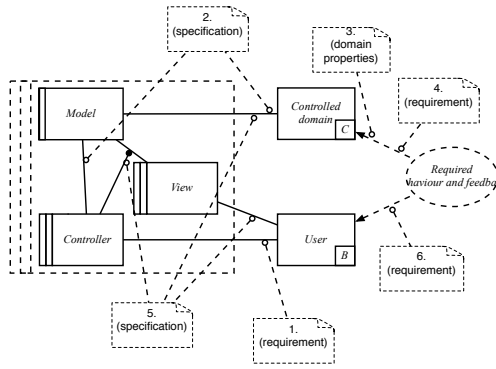 2.
(specification)
3.
(domain
properties)
4.
(requirement)
Model
Controlled
domain
C
Required
haviour and feedba
View
Controller
User
B
6.
(requirement)
5.
(specification)
1.
(requirement)